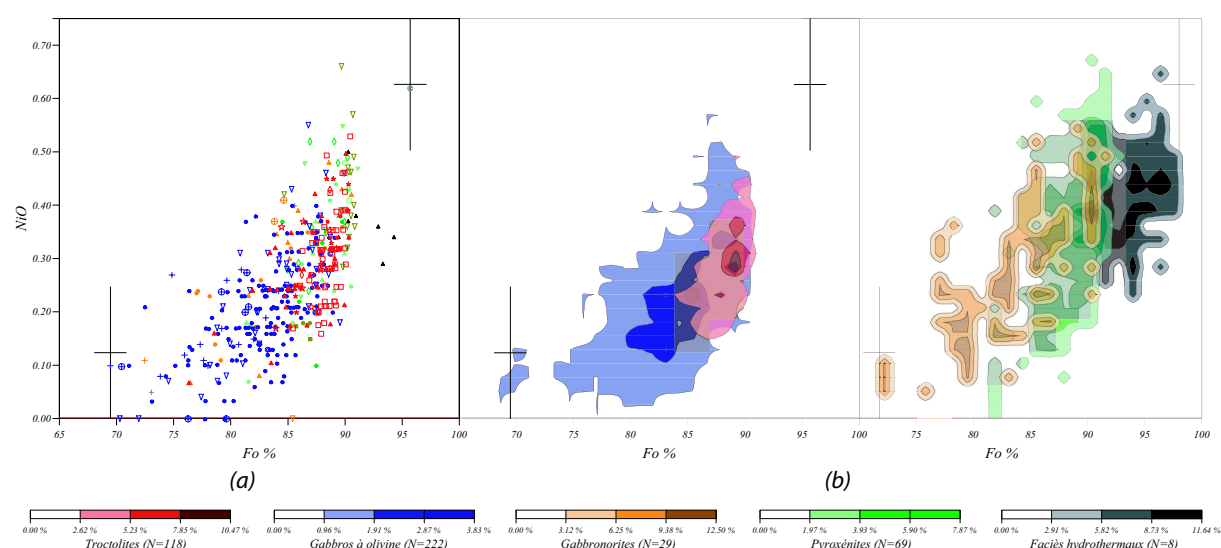 0.70
0.60
0.50
0.40
0.30
0.20
0.10
0.00
NiO
65 70 75 80 85 90 95 100
70 75 80 85 90 95 100
75 80 85 90 95 100
Fo % Fo % Fo %
(a) (b)
0.00 % 2.62 % 5.23 % 7.85 % 10.47 %
Troctolites (N=118)
0.00 % 0.96 % 1.91 % 2.87 % 3.83 %
Gabbros à olivine (N=222)
0.00 % 3.12 % 6.25 % 9.38 % 12.50 %
Gabbronorites (N=29)
0.00 % 1.97 % 3.93 % 5.90 % 7.87 %
Pyroxénites (N=69)
0.00 % 2.91 % 5.82 % 8.73 % 11.64 %
Faciès hydrothermaux (N=8)